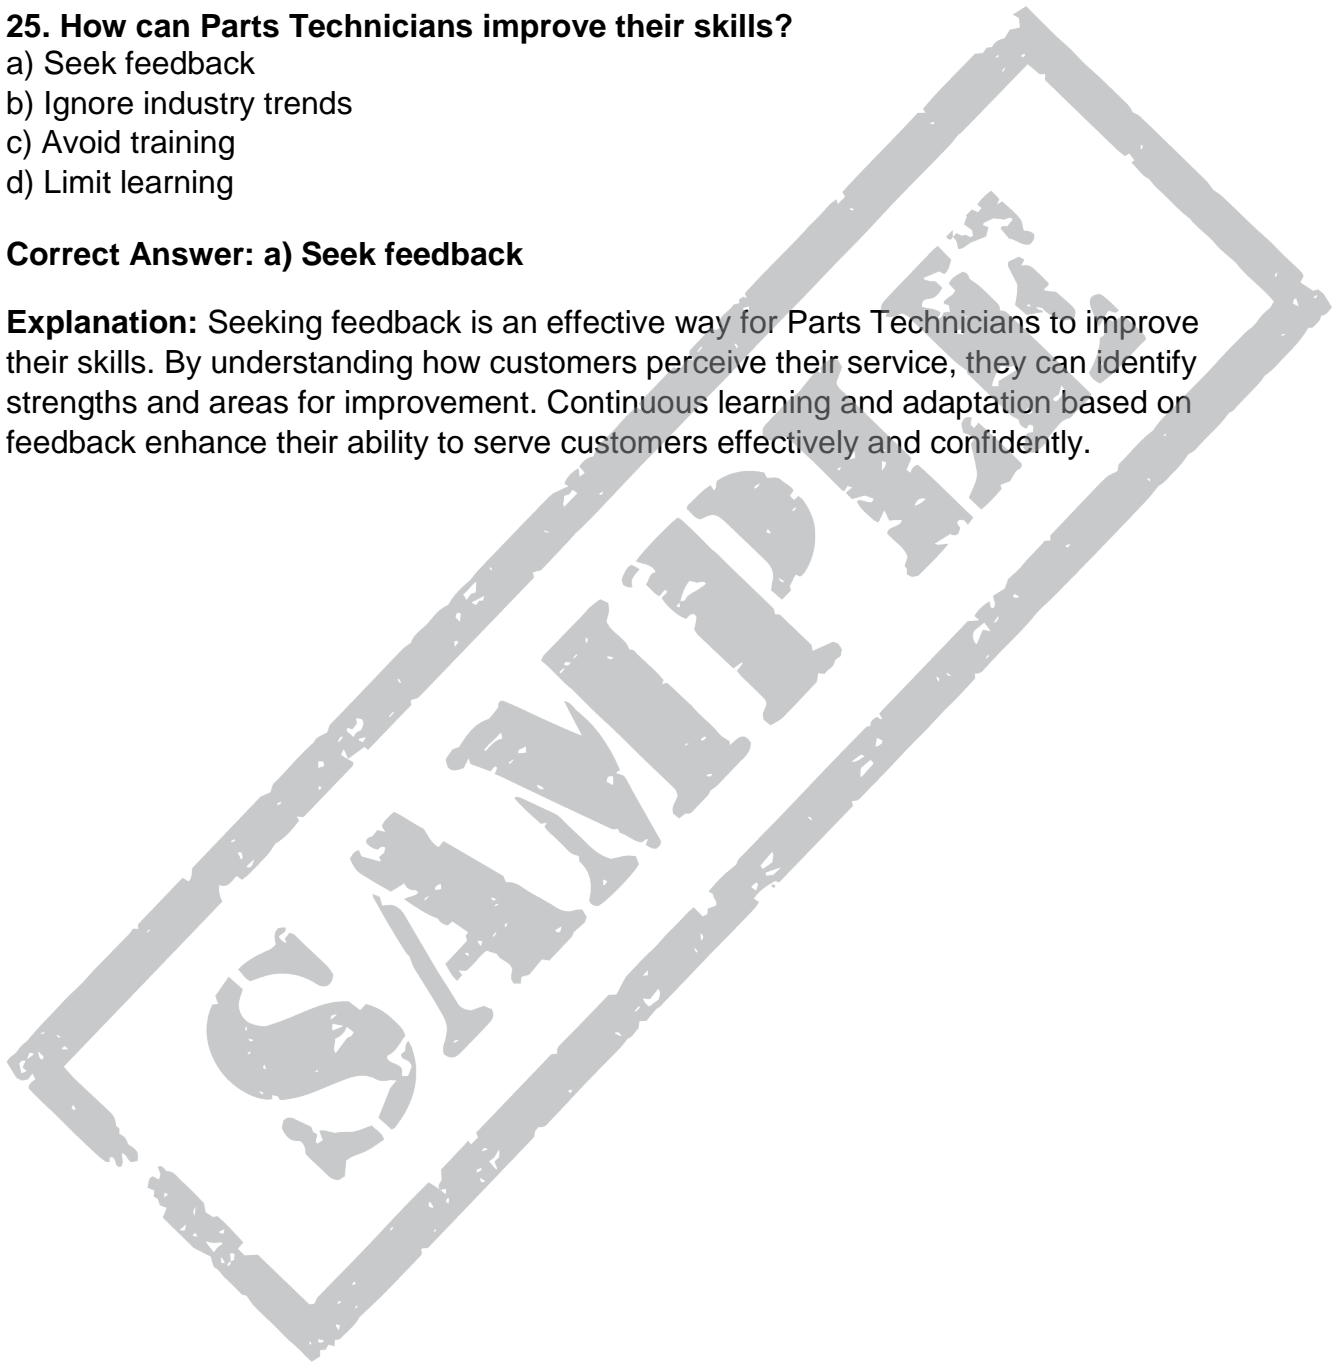 25. How can Parts Technicians improve their skills?
a) Seek feedback
b) Ignore industry trends
c) Avoid training
d) Limit learning
Correct Answer: a) Seek feedback
Explanation: Seeking feedback is an effective way for Parts Technicians to improve
their skills. By understanding how customers perceive their service, they can identify
strengths and areas for improvement. Continuous learning and adaptation based on
feedback enhance their ability to serve customers effectively and confidently.
SAMPLE